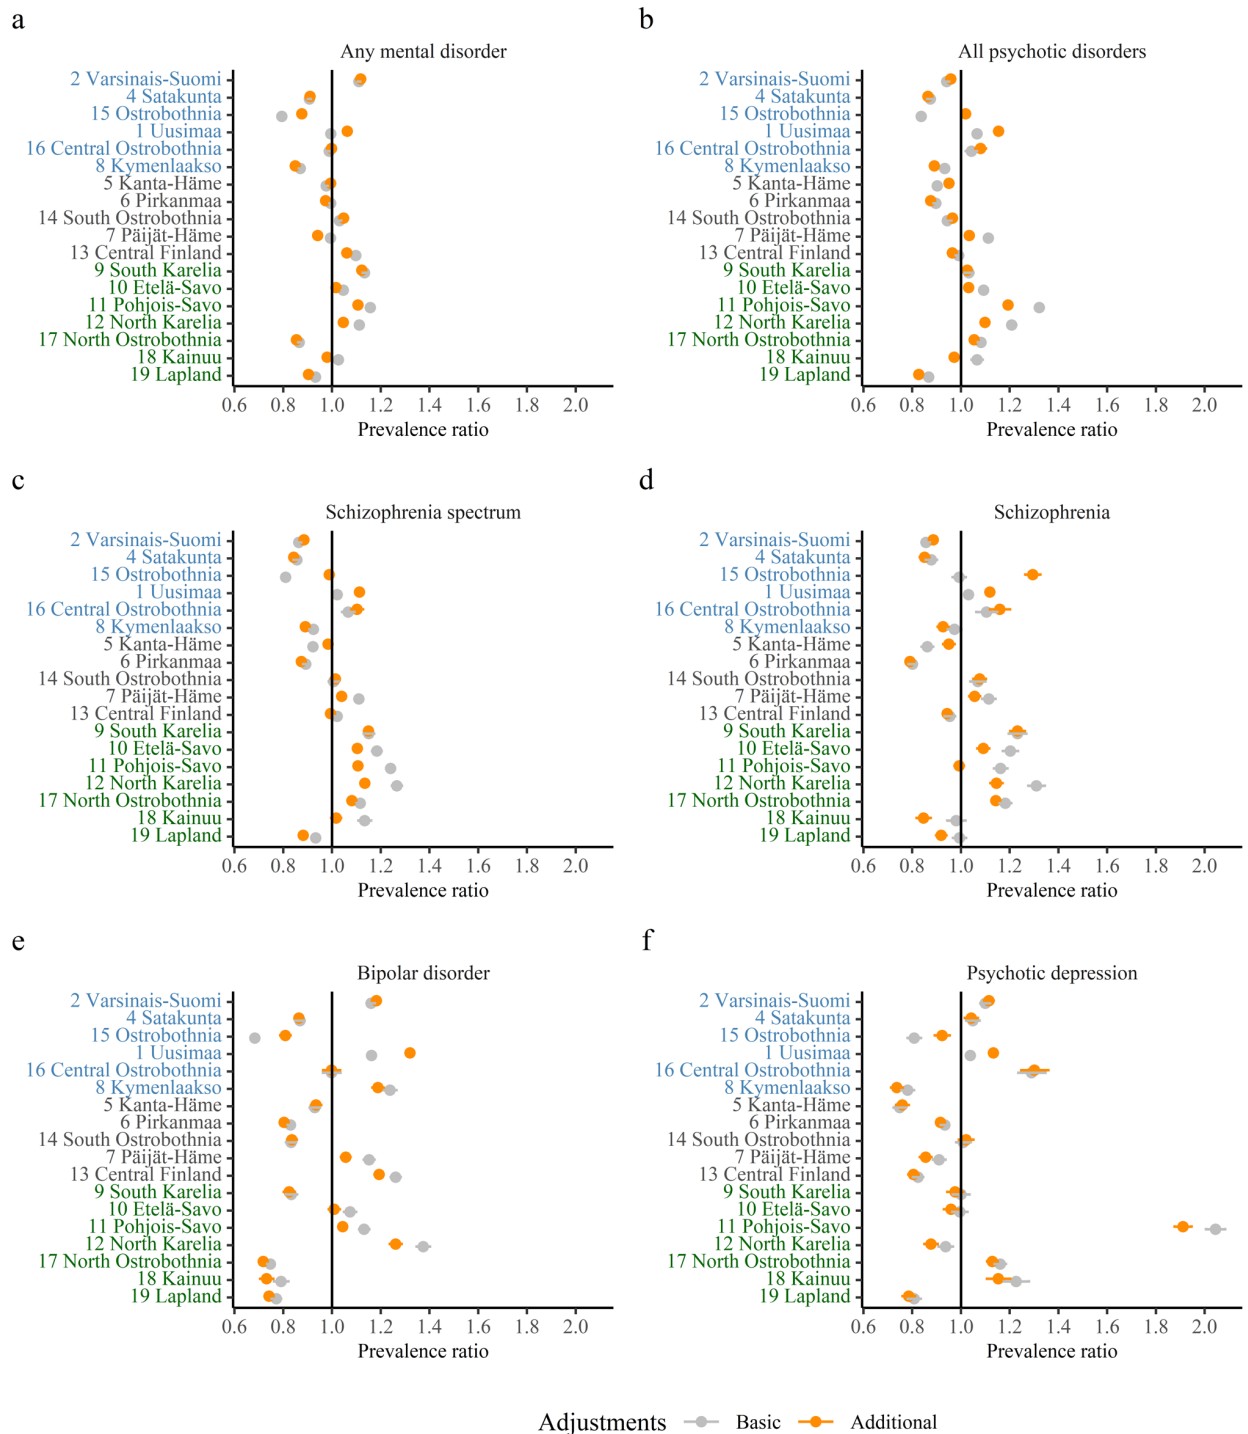 a
Any mental disorder
2 Varsinais-Suomi
4 Satakunta
15 Ostrobothnia
1 Uusimaa
16 Central Ostrobothnia
8 Kymenlaakso
5 Kanta-Häme
6 Pirkanmaa
14 South Ostrobothnia
7 Päijät-Häme
13 Central Finland
9 South Karelia
10 Etelä-Savo
11 Pohjois-Savo
12 North Karelia
17 North Ostrobothnia
18 Kainuu
19 Lapland
0.6 0.8 1.0 1.2 1.4 1.6 1.8 2.0
Prevalence ratio
b
All psychotic disorders
2 Varsinais-Suomi
4 Satakunta
15 Ostrobothnia
1 Uusimaa
16 Central Ostrobothnia
8 Kymenlaakso
5 Kanta-Häme
6 Pirkanmaa
14 South Ostrobothnia
7 Päijät-Häme
13 Central Finland
9 South Karelia
10 Etelä-Savo
11 Pohjois-Savo
12 North Karelia
17 North Ostrobothnia
18 Kainuu
19 Lapland
0.6 0.8 1.0 1.2 1.4 1.6 1.8 2.0
Prevalence ratio
c
Schizophrenia spectrum
2 Varsinais-Suomi
4 Satakunta
15 Ostrobothnia
1 Uusimaa
16 Central Ostrobothnia
8 Kymenlaakso
5 Kanta-Häme
6 Pirkanmaa
14 South Ostrobothnia
7 Päijät-Häme
13 Central Finland
9 South Karelia
10 Etelä-Savo
11 Pohjois-Savo
12 North Karelia
17 North Ostrobothnia
18 Kainuu
19 Lapland
0.6 0.8 1.0 1.2 1.4 1.6 1.8 2.0
Prevalence ratio
d
Schizophrenia
2 Varsinais-Suomi
4 Satakunta
15 Ostrobothnia
1 Uusimaa
16 Central Ostrobothnia
8 Kymenlaakso
5 Kanta-Häme
6 Pirkanmaa
14 South Ostrobothnia
7 Päijät-Häme
13 Central Finland
9 South Karelia
10 Etelä-Savo
11 Pohjois-Savo
12 North Karelia
17 North Ostrobothnia
18 Kainuu
19 Lapland
0.6 0.8 1.0 1.2 1.4 1.6 1.8 2.0
Prevalence ratio
e
Bipolar disorder
2 Varsinais-Suomi
4 Satakunta
15 Ostrobothnia
1 Uusimaa
16 Central Ostrobothnia
8 Kymenlaakso
5 Kanta-Häme
6 Pirkanmaa
14 South Ostrobothnia
7 Päijät-Häme
13 Central Finland
9 South Karelia
10 Etelä-Savo
11 Pohjois-Savo
12 North Karelia
17 North Ostrobothnia
18 Kainuu
19 Lapland
0.6 0.8 1.0 1.2 1.4 1.6 1.8 2.0
Prevalence ratio
f
Psychotic depression
2 Varsinais-Suomi
4 Satakunta
15 Ostrobothnia
1 Uusimaa
16 Central Ostrobothnia
8 Kymenlaakso
5 Kanta-Häme
6 Pirkanmaa
14 South Ostrobothnia
7 Päijät-Häme
13 Central Finland
9 South Karelia
10 Etelä-Savo
11 Pohjois-Savo
12 North Karelia
17 North Ostrobothnia
18 Kainuu
19 Lapland
0.6 0.8 1.0 1.2 1.4 1.6 1.8 2.0
Prevalence ratio
Adjustments Basic Additional